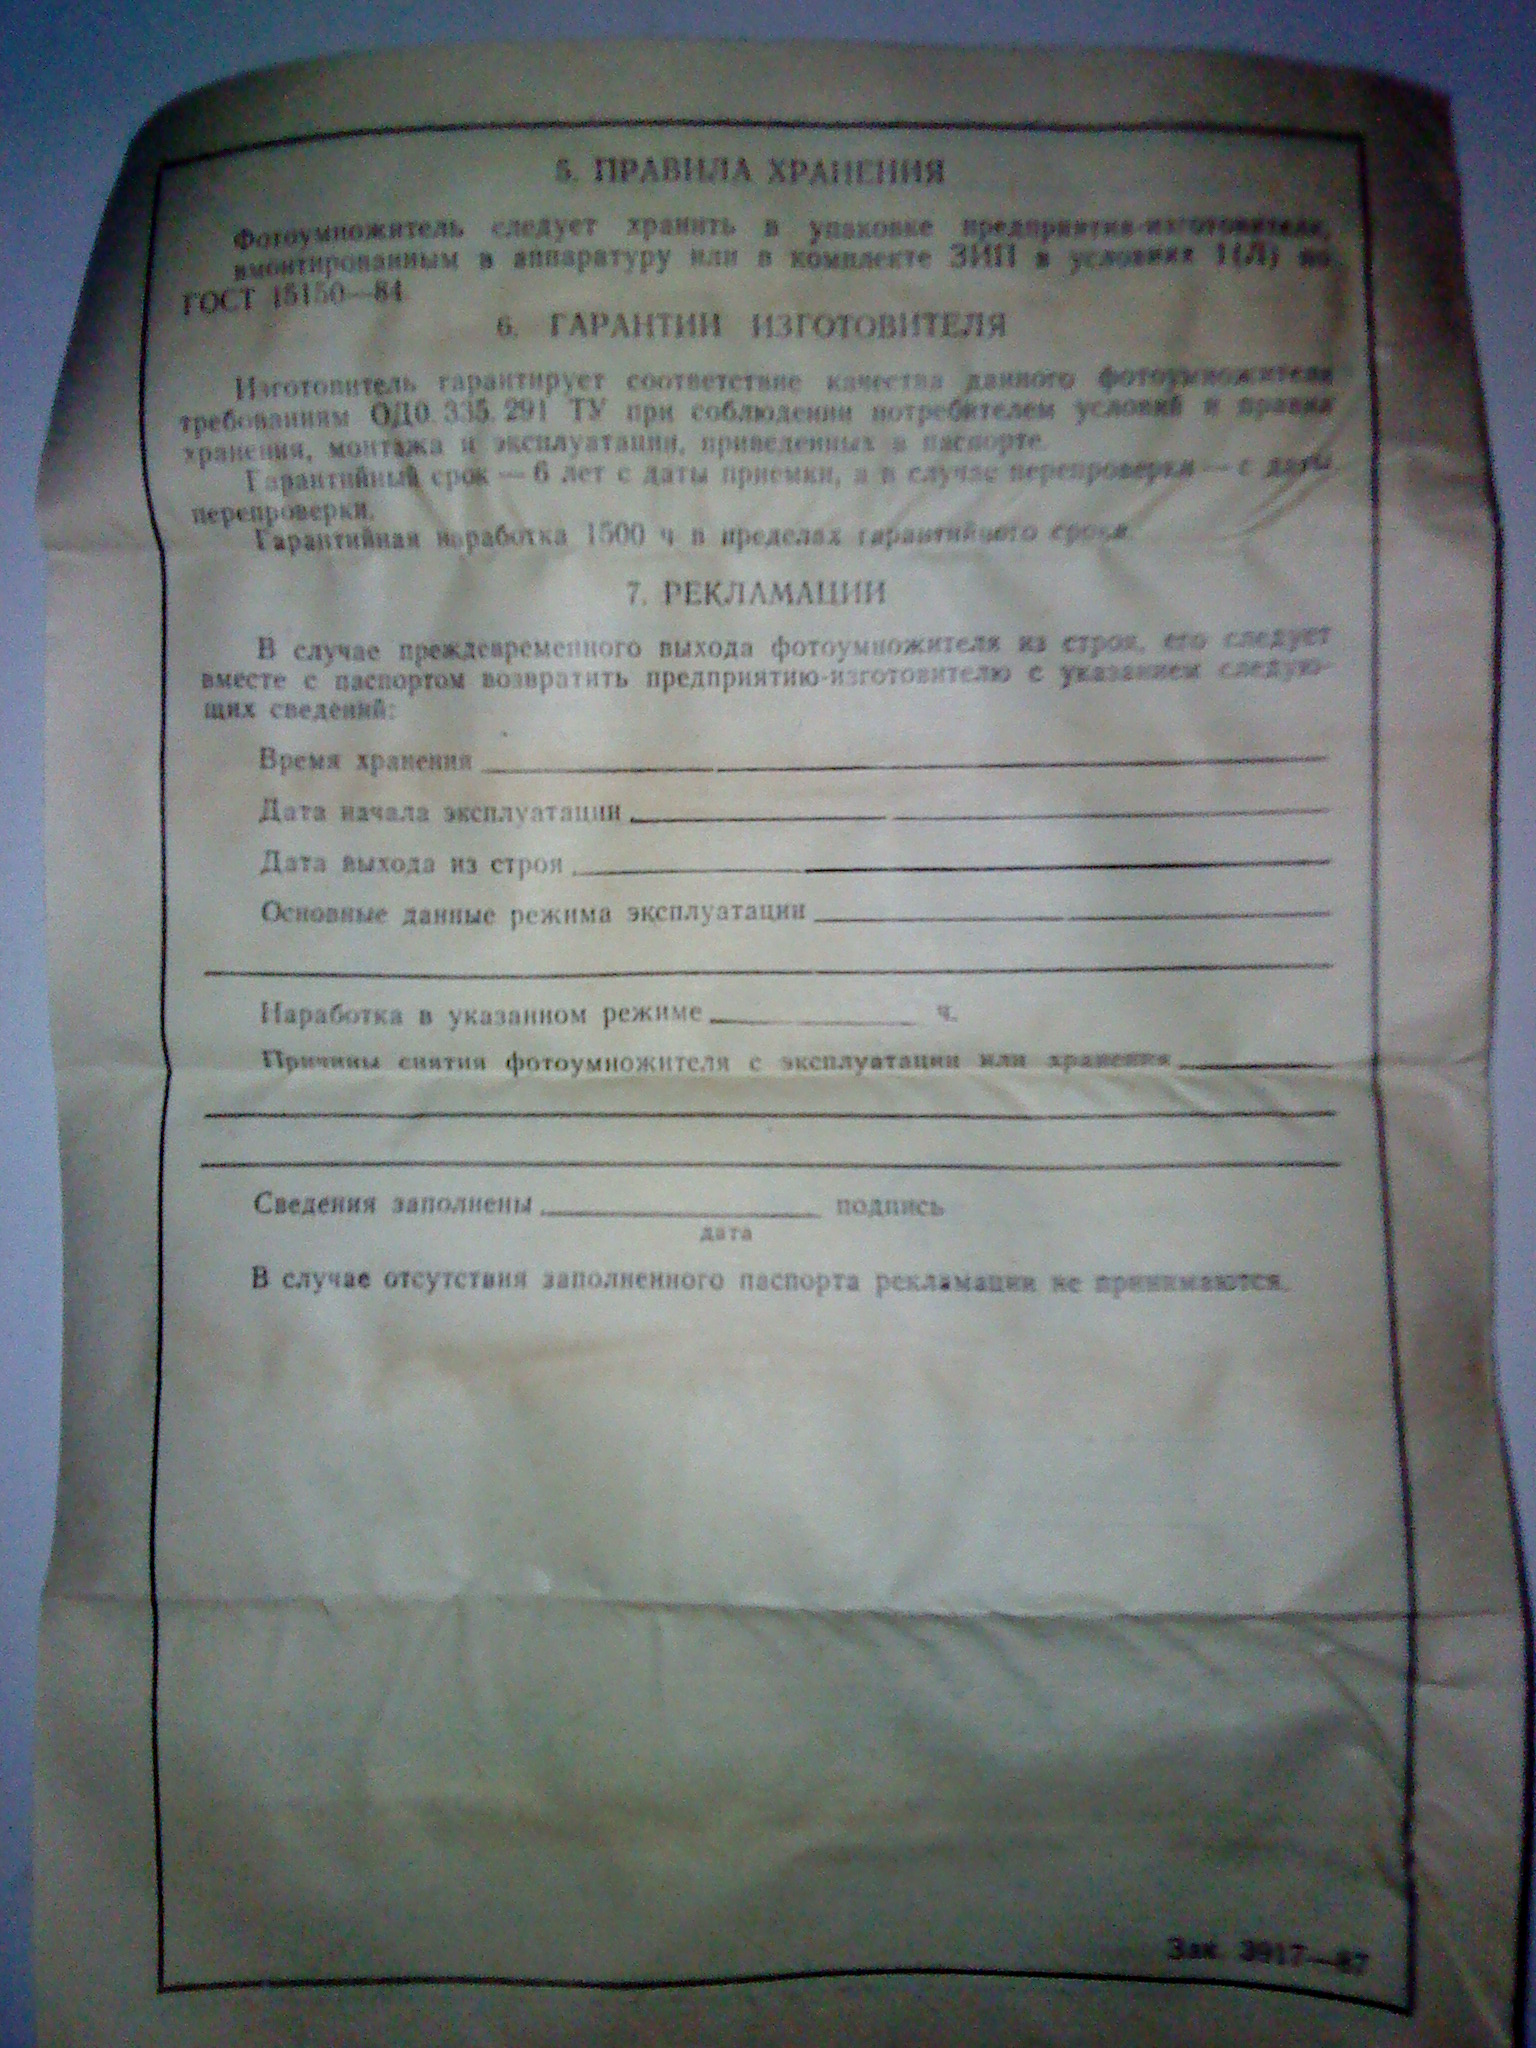 5. ПРАВИЛА ХРАНЕНИЯ
Фотоумножитель следует хранить в упаковке предприятия-изготовителя,
вмонтированным в аппаратуру или в комплекте ЗИП в условиях 1(Л) по
ГОСТ 15150—84
6. ГАРАНТИИ ИЗГОТОВИТЕЛЯ
Изготовитель гарантирует соответствие качества данного фотоумножителя
требованиям ОД0.335.291 ТУ при соблюдении потребителем условий и правил
хранения, монтажа и эксплуатации, приведенных в паспорте.
Гарантийный срок — 6 лет с даты приемки, а в случае перепроверки — с даты
перепроверки.
Гарантийная наработка 1500 ч в пределах гарантийного срока.
7. РЕКЛАМАЦИИ
В случае преждевременного выхода фотоумножителя из строя, его следует
вместе с паспортом возвратить предприятию-изготовителю с указанием следую-
щих сведений:
Время хранения
Дата начала эксплуатации
Дата выхода из строя
Основные данные режима эксплуатации
Наработка в указанном режиме ч.
Причины снятия фотоумножителя с эксплуатации или хранения
Сведения заполнены подпись
дата
В случае отсутствия заполненного паспорта рекламации не принимаются.
Зак. 3917—87